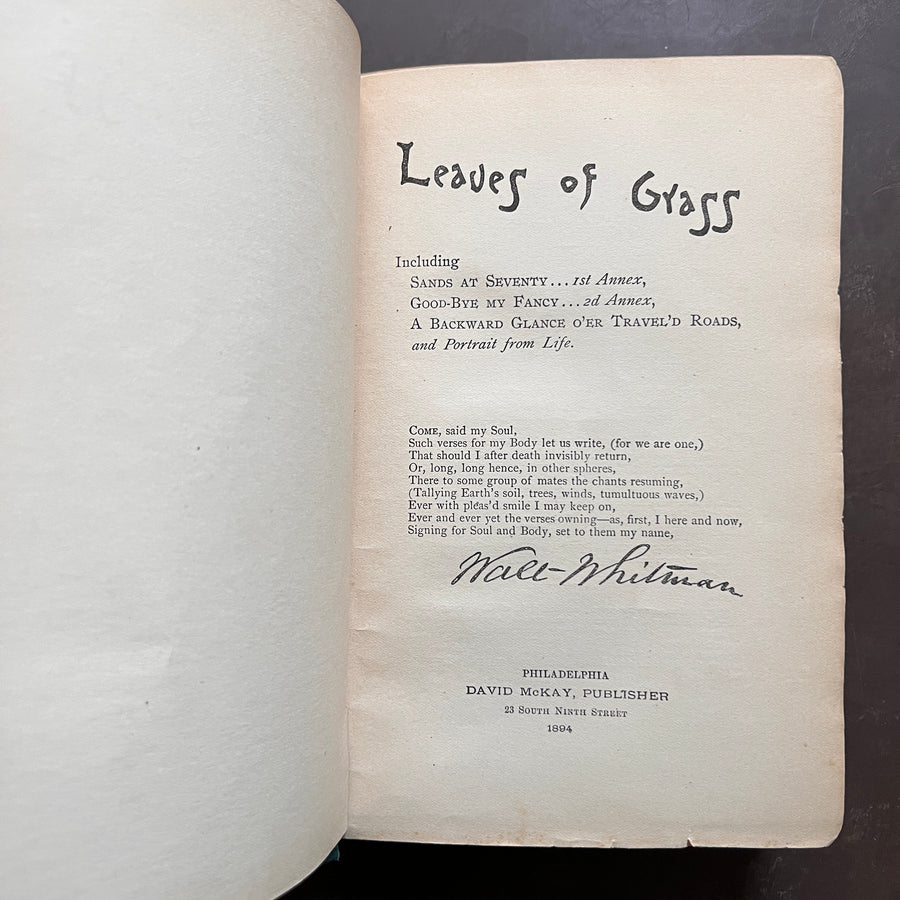 Leaves of Grass
Including
SANDS AT SEVENTY... 1st Annex,
GOOD-BYE MY FANCY... 2d Annex,
A BACKWARD GLANCE O'ER TRAVEL'D ROADS,
and Portrait from Life.
COME, said my Soul,
Such verses for my Body let us write, (for we are one,)
That should I after death invisibly return,
Or, long, long hence, in other spheres,
There to some group of mates the chants resuming,
(Tallying Earth's soil, trees, winds, tumultuous waves,)
Ever with pleas'd smile I may keep on,
Ever and ever yet the verses owning—as, first, I here and now,
Signing for Soul and Body, set to them my name,
Walt Whitman
PHILADELPHIA
DAVID McKAY, PUBLISHER
23 SOUTH NINTH STREET
1894